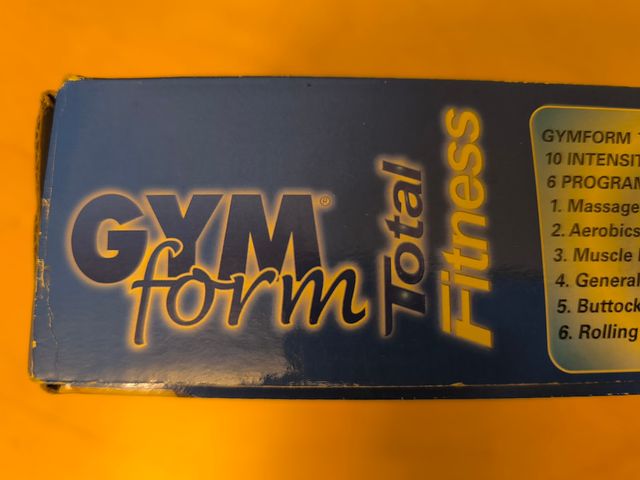 GYM®
form
Total
Fitness
GYMFORM
10 INTENSIT
6 PROGRAM
1. Massage
2. Aerobics
3. Muscle
4. General
5. Buttock
6. Rolling